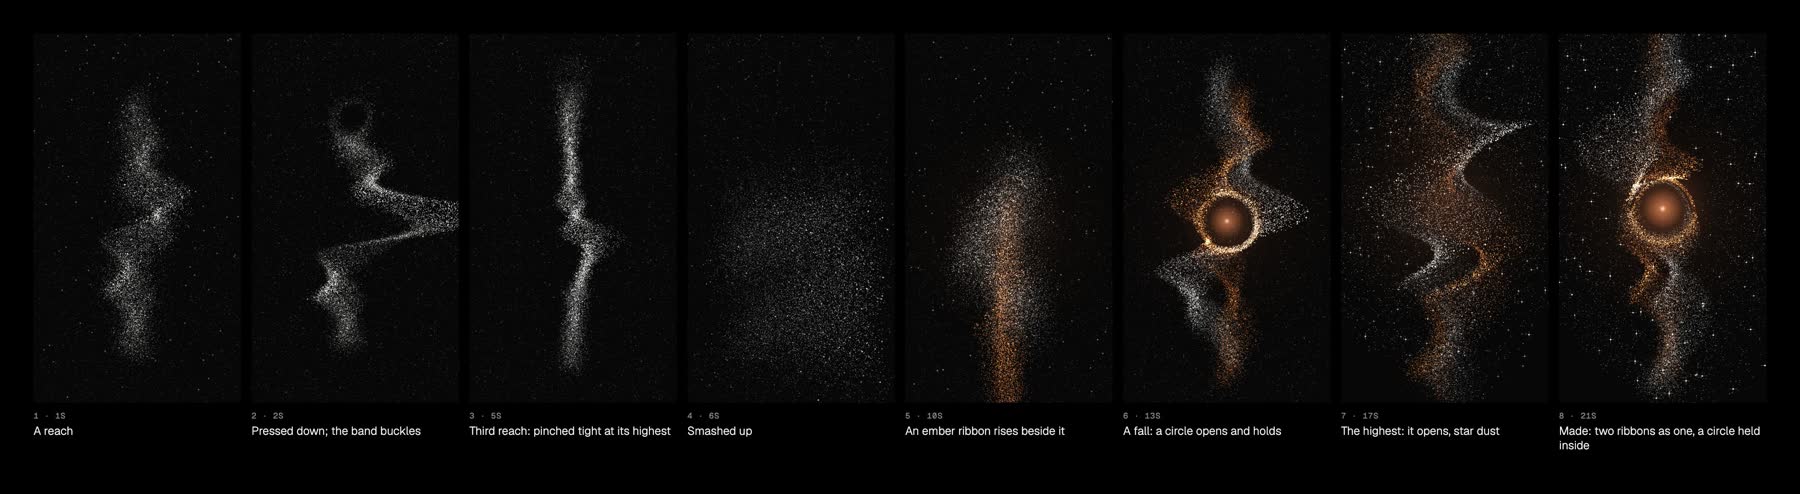 1 · 1S
A reach
2 · 2S
Pressed down; the band buckles
3 · 5S
Third reach: pinched tight at its highest
4 · 6S
Smashed up
5 · 10S
An ember ribbon rises beside it
6 · 13S
A fall: a circle opens and holds
7 · 17S
The highest: it opens, star dust
8 · 21S
Made: two ribbons as one, a circle held
inside